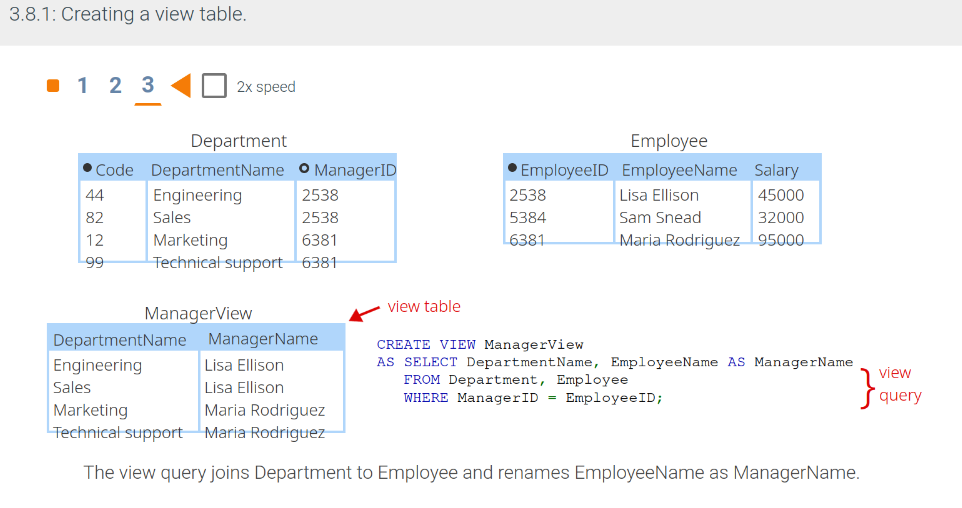 3.8.1: Creating a view table.
1 2 3 2x speed
Department
Code DepartmentName ManagerID
44 Engineering 2538
82 Sales 2538
12 Marketing 6381
99 Technical support 6381
Employee
EmployeeID EmployeeName Salary
2538 Lisa Ellison 45000
5384 Sam Snead 32000
6381 Maria Rodriguez 95000
ManagerView
DepartmentName ManagerName
Engineering Lisa Ellison
Sales Lisa Ellison
Marketing Maria Rodriguez
Technical support Maria Rodriguez
view table
CREATE VIEW ManagerView
AS SELECT DepartmentName, EmployeeName AS ManagerName
FROM Department, Employee
WHERE ManagerID = EmployeeID;
view
query
The view query joins Department to Employee and renames EmployeeName as ManagerName.